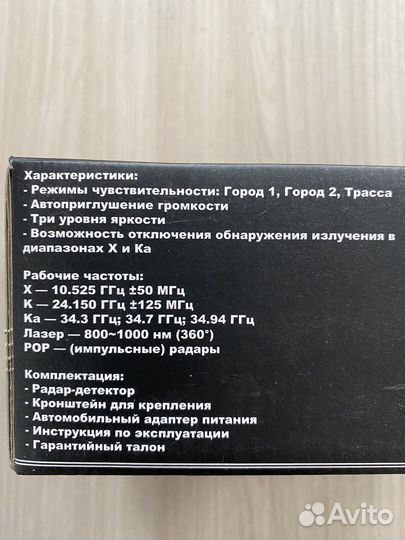 Характеристики:
- Режимы чувствительности: Город 1, Город 2, Трасса
- Автоприглушение громкости
- Три уровня яркости
- Возможность отключения обнаружения излучения в
диапазонах X и Ka
Рабочие частоты:
X — 10.525 ГГц ±50 МГц
K — 24.150 ГГц ±125 МГц
Ka — 34.3 ГГц; 34.7 ГГц; 34.94 ГГц
Лазер — 800~1000 нм (360°)
POP — (импульсные) радары
Комплектация:
- Радар-детектор
- Кронштейн для крепления
- Автомобильный адаптер питания
- Инструкция по эксплуатации
- Гарантийный талон
Avito